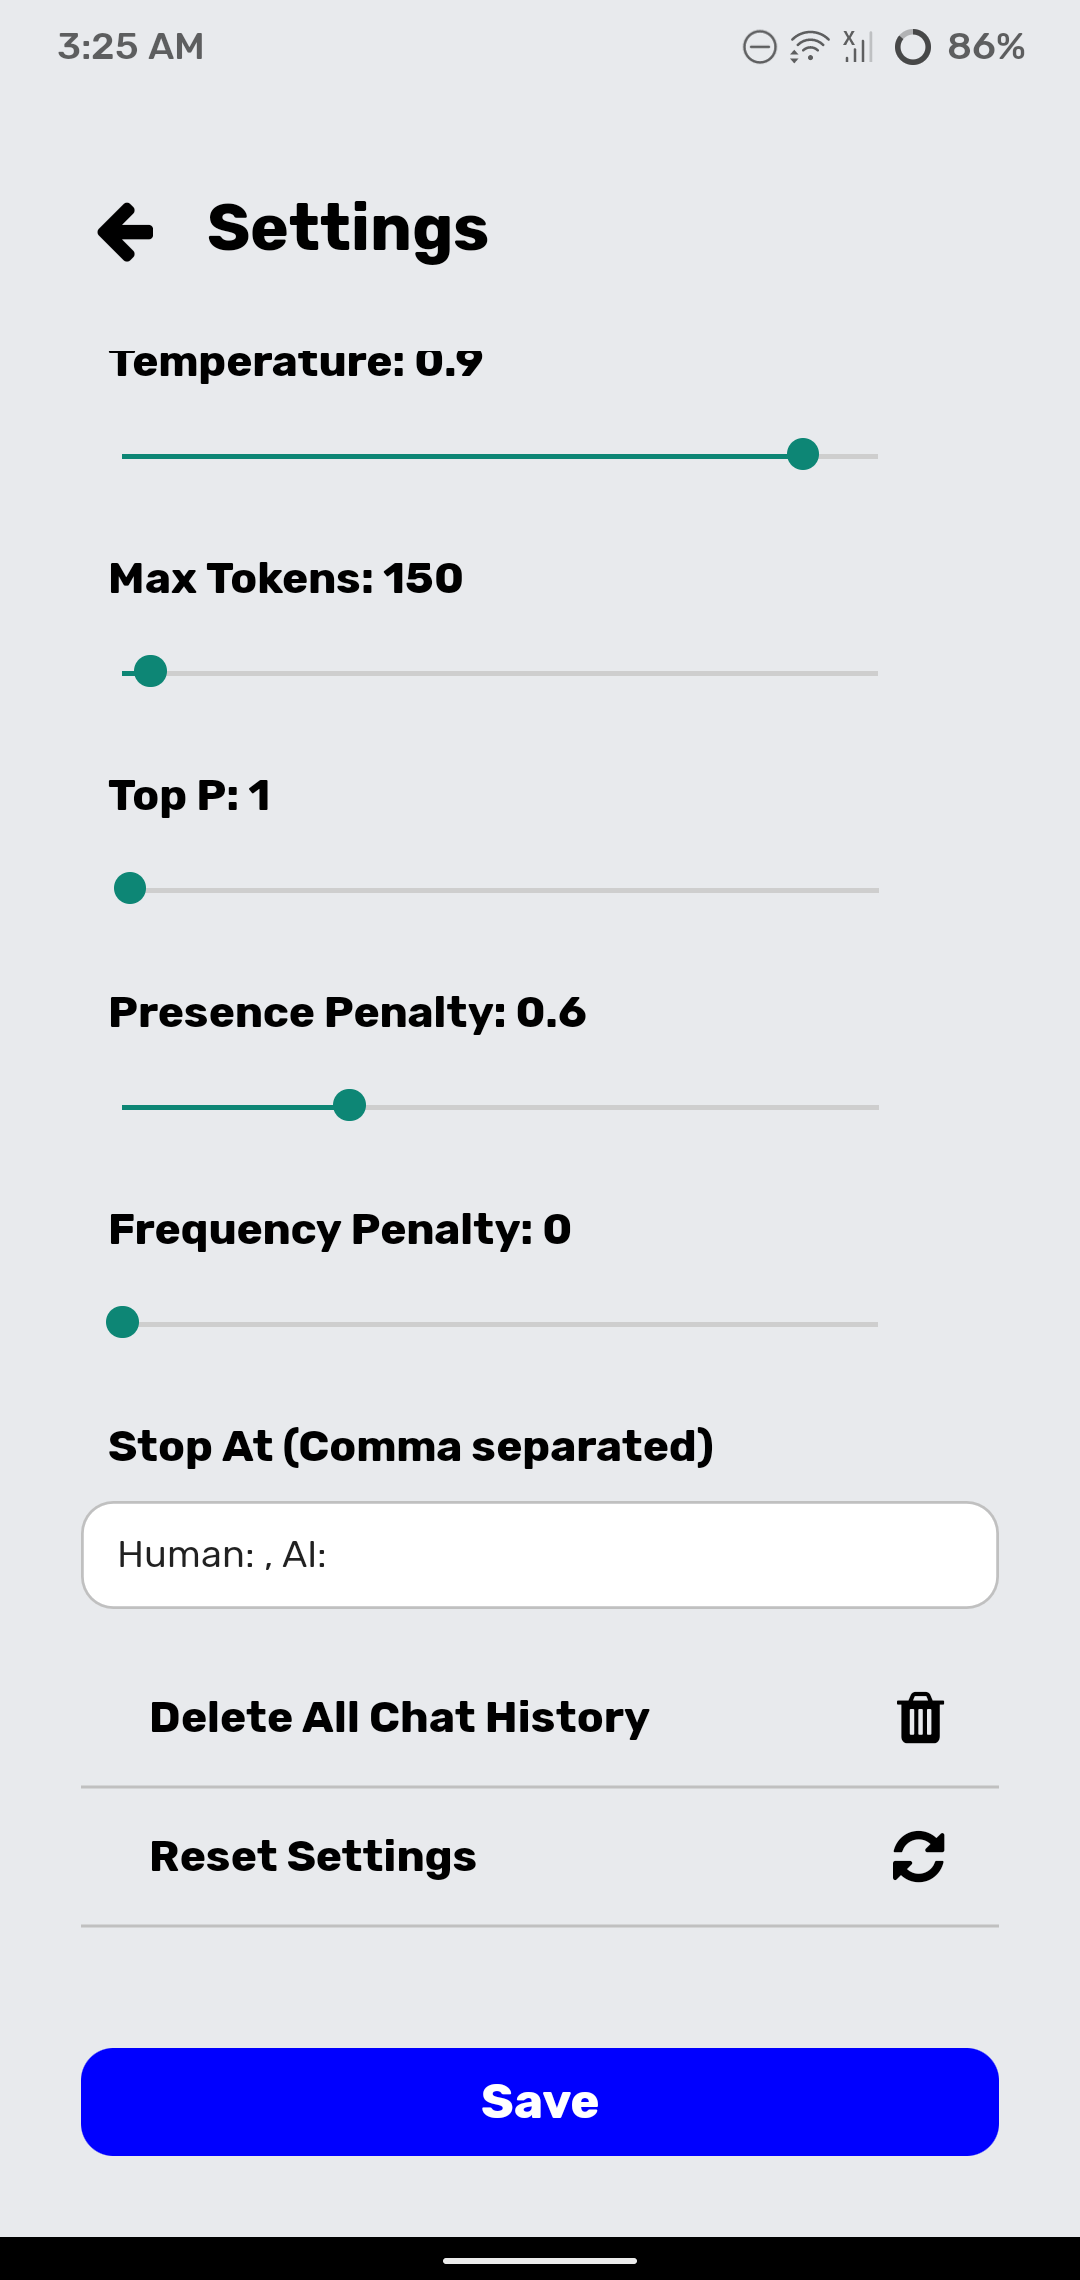 3:25 AM
86%
Settings
Temperature: 0.9
Max Tokens: 150
Top P: 1
Presence Penalty: 0.6
Frequency Penalty: 0
Stop At (Comma separated)
Human: , AI:
Delete All Chat History
Reset Settings
Save